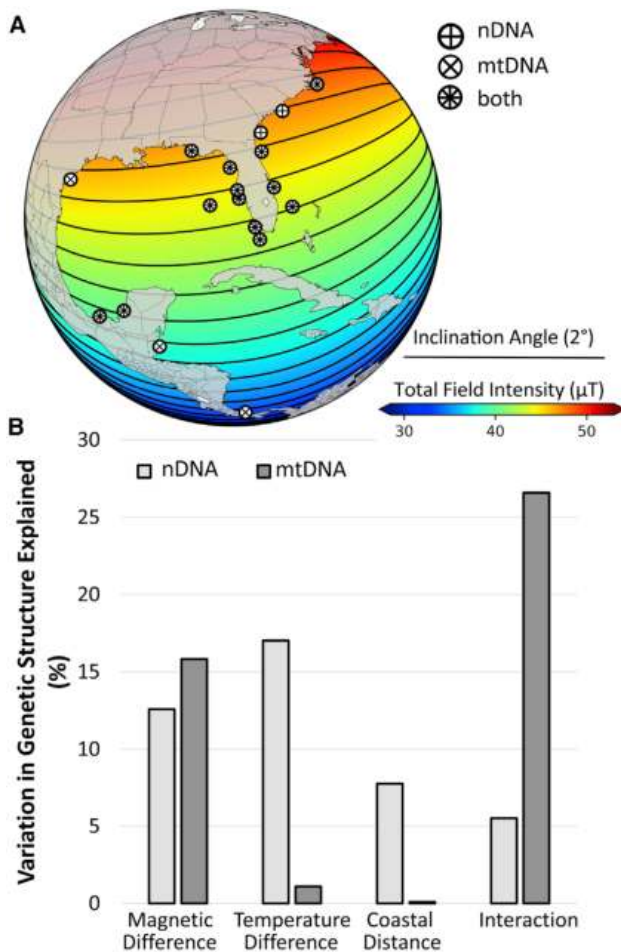 A
nDNA
mtDNA
both
Inclination Angle (2°)
Total Field Intensity (µT)
30 40 50
B
30
nDNA mtDNA
25
20
15
10
5
0
Variation in Genetic Structure Explained
(%)
Magnetic Difference
Temperature Difference
Coastal Distance
Interaction